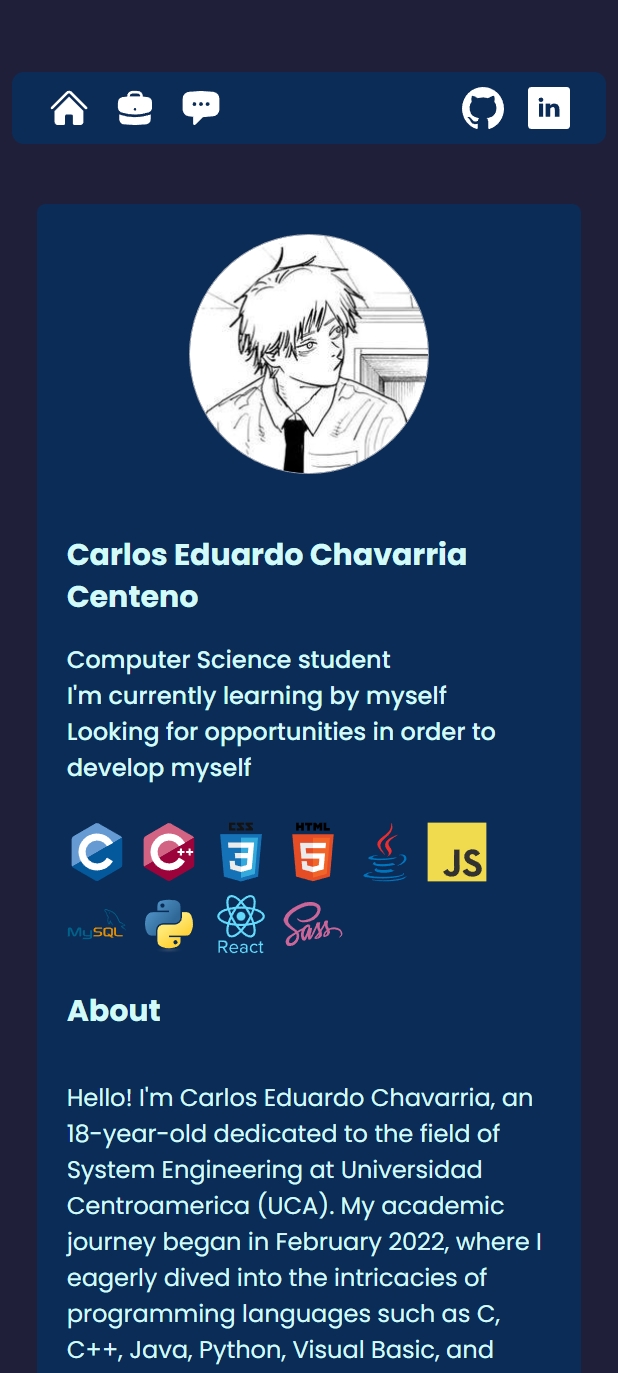 in
Carlos Eduardo Chavarria
Centeno
Computer Science student
I'm currently learning by myself
Looking for opportunities in order to
develop myself
C C++ CSS 3 HTML 5 JS
MySQL React Sass
About
Hello! I'm Carlos Eduardo Chavarria, an
18-year-old dedicated to the field of
System Engineering at Universidad
Centroamerica (UCA). My academic
journey began in February 2022, where I
eagerly dived into the intricacies of
programming languages such as C,
C++, Java, Python, Visual Basic, and